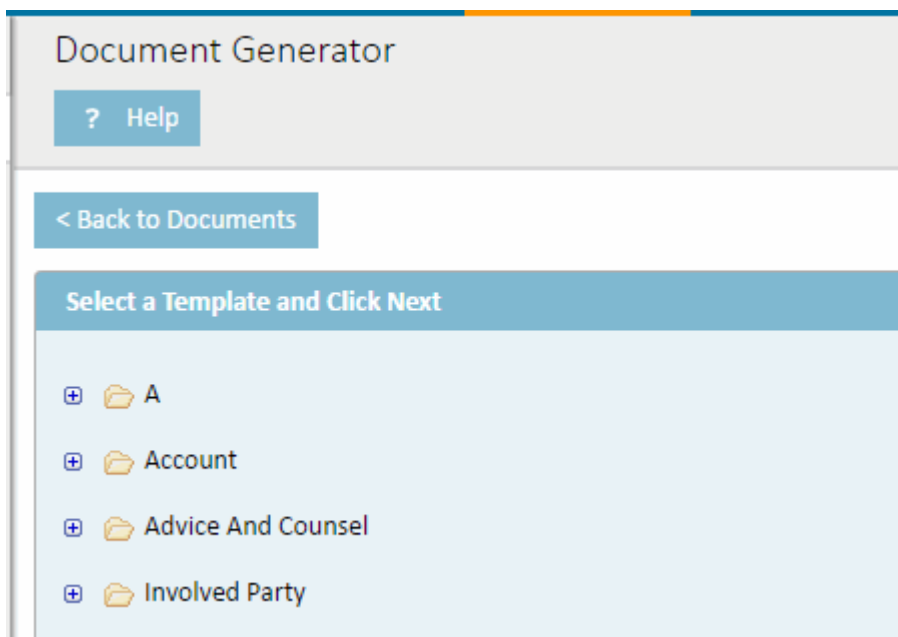 Document Generator
? Help
< Back to Documents
Select a Template and Click Next
A
Account
Advice And Counsel
Involved Party